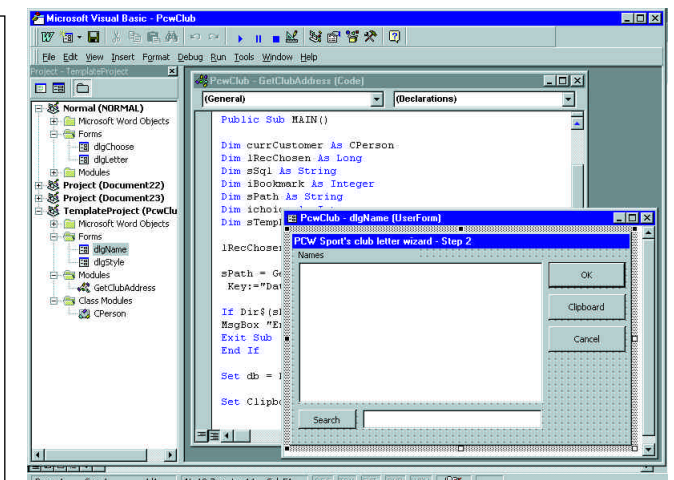 Microsoft Visual Basic - PcwClub
File Edit View Insert Format Debug Run Tools Window Help
Project - TemplateProject
Normal (NORMAL)
Microsoft Word Objects
Forms
dlgChoose
dlgLetter
Modules
Project (Document22)
Project (Document23)
TemplateProject (PcwClu
Microsoft Word Objects
Forms
dlgName
dlgStyle
Modules
GetClubAddress
Class Modules
CPerson
PcwClub - GetClubAddress (Code)
(General) (Declarations)
Public Sub MAIN()
Dim currCustomer As CPerson
Dim lRecChosen As Long
Dim sSql As String
Dim iBookmark As Integer
Dim sPath As String
Dim ichoice
Dim sTempl
lRecChosen
sPath = Ge
Key:="Dat
If Dir$(sP
MsgBox "Er
Exit Sub
End If
Set db =
Set Clipbo
PcwClub - dlgName (UserForm)
PCW Sport's club letter wizard - Step 2
Names
OK
Clipboard
Cancel
Search